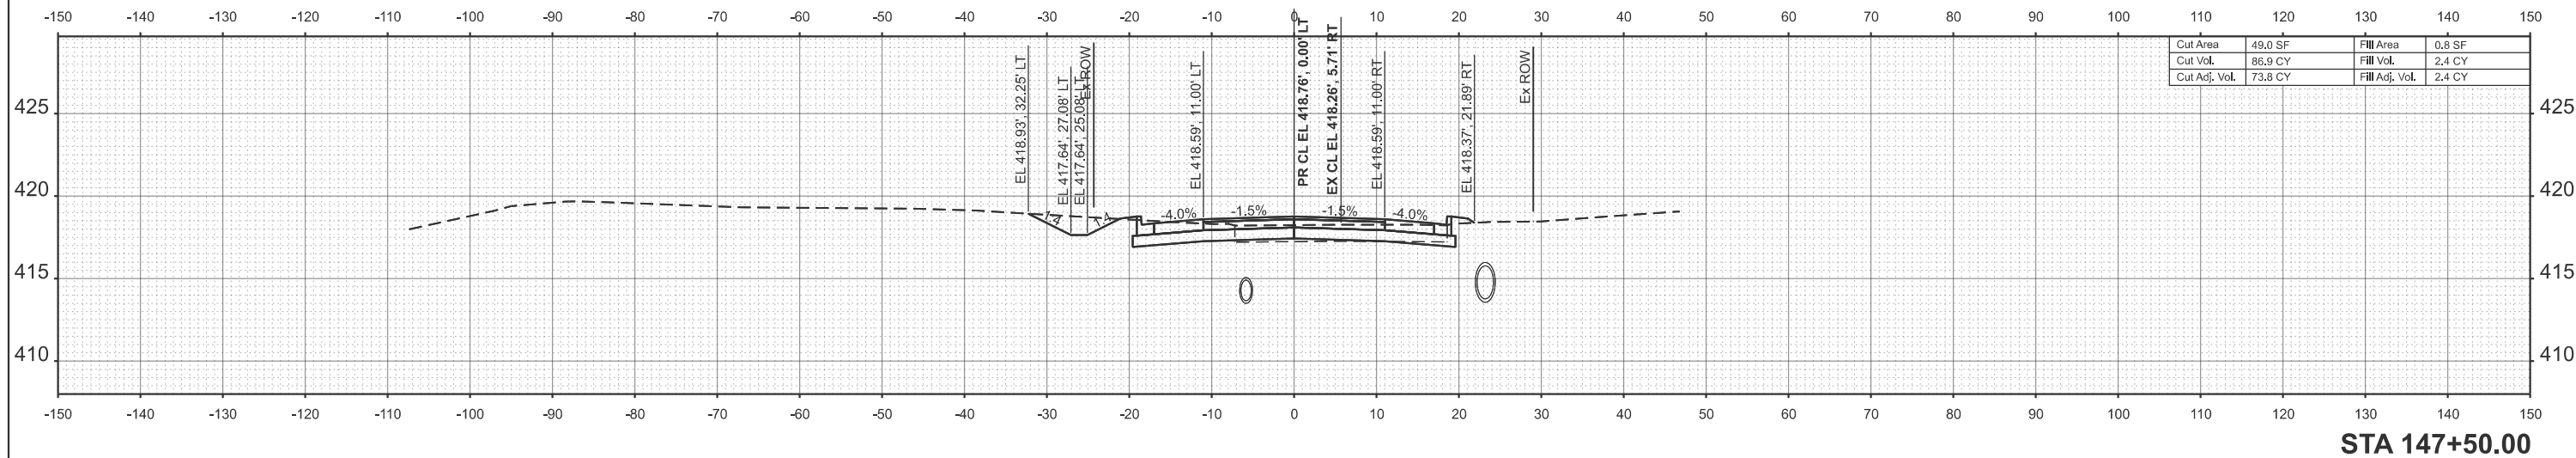 -150 -140 -130 -120 -110 -100 -90 -80 -70 -60 -50 -40 -30 -20 -10 0 10 20 30 40 50 60 70 80 90 100 110 120 130 140 150
Cut Area 49.0 SF Fill Area 0.8 SF
Cut Vol. 86.9 CY Fill Vol. 2.4 CY
Cut Adj. Vol. 73.8 CY Fill Adj. Vol. 2.4 CY
EL 418.93', 32.25' LT
EL 417.64', 27.08' LT
EL 417.64', 25.08' LT
Ex ROW
EL 418.59', 11.00' LT
PR CL EL 418.76', 0.00' LT
EX CL EL 418.26', 5.71' RT
EL 418.59', 11.00' RT
EL 418.37', 21.89' RT
Ex ROW
425 425
420 420
1:4 1:4 -4.0% -1.5% -1.5% -4.0%
415 415
410 410
-150 -140 -130 -120 -110 -100 -90 -80 -70 -60 -50 -40 -30 -20 -10 0 10 20 30 40 50 60 70 80 90 100 110 120 130 140 150
STA 147+50.00